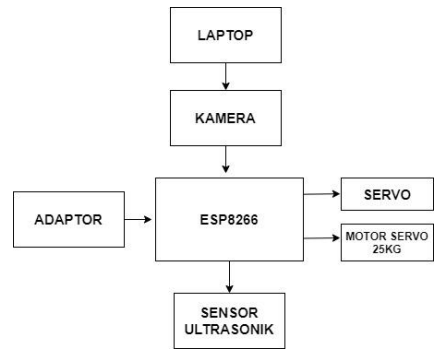 LAPTOP
KAMERA
ADAPTOR
ESP8266
SERVO
MOTOR SERVO
25KG
SENSOR
ULTRASONIK